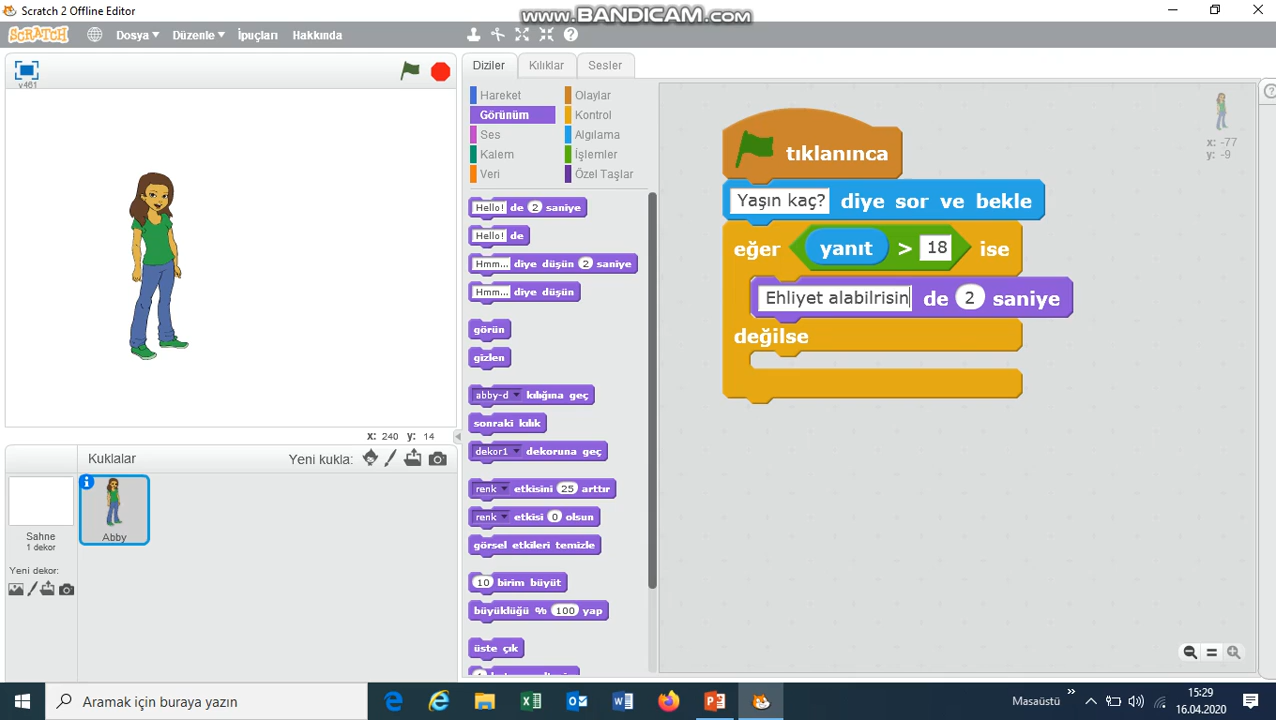 Scratch 2 Offline Editor
www.BANDICAM.com
SCRATCH Dosya Düzenle İpuçları Hakkında
v461
Diziler Kılıklar Sesler
Hareket Olaylar
Görünüm Kontrol
Ses Algılama
Kalem İşlemler
Veri Özel Taşlar
Hello! de 2 saniye
Hello! de
Hmm... diye düşün 2 saniye
Hmm... diye düşün
görün
gizlen
abby-d kılığına geç
sonraki kılık
dekor1 dekoruna geç
renk etkisini 25 arttır
renk etkisi 0 olsun
görsel etkileri temizle
10 birim büyüt
büyüklüğü % 100 yap
üste çık
tıklanınca
Yaşın kaç? diye sor ve bekle
eğer yanıt > 18 ise
Ehliyet alabilrisin de 2 saniye
değilse
x: -77
y: -9
x: 240 y: 14
Kuklalar Yeni kukla:
Sahne
1 dekor
Yeni dekor:
Abby
Aramak için buraya yazın
Masaüstü
15:29
16.04.2020